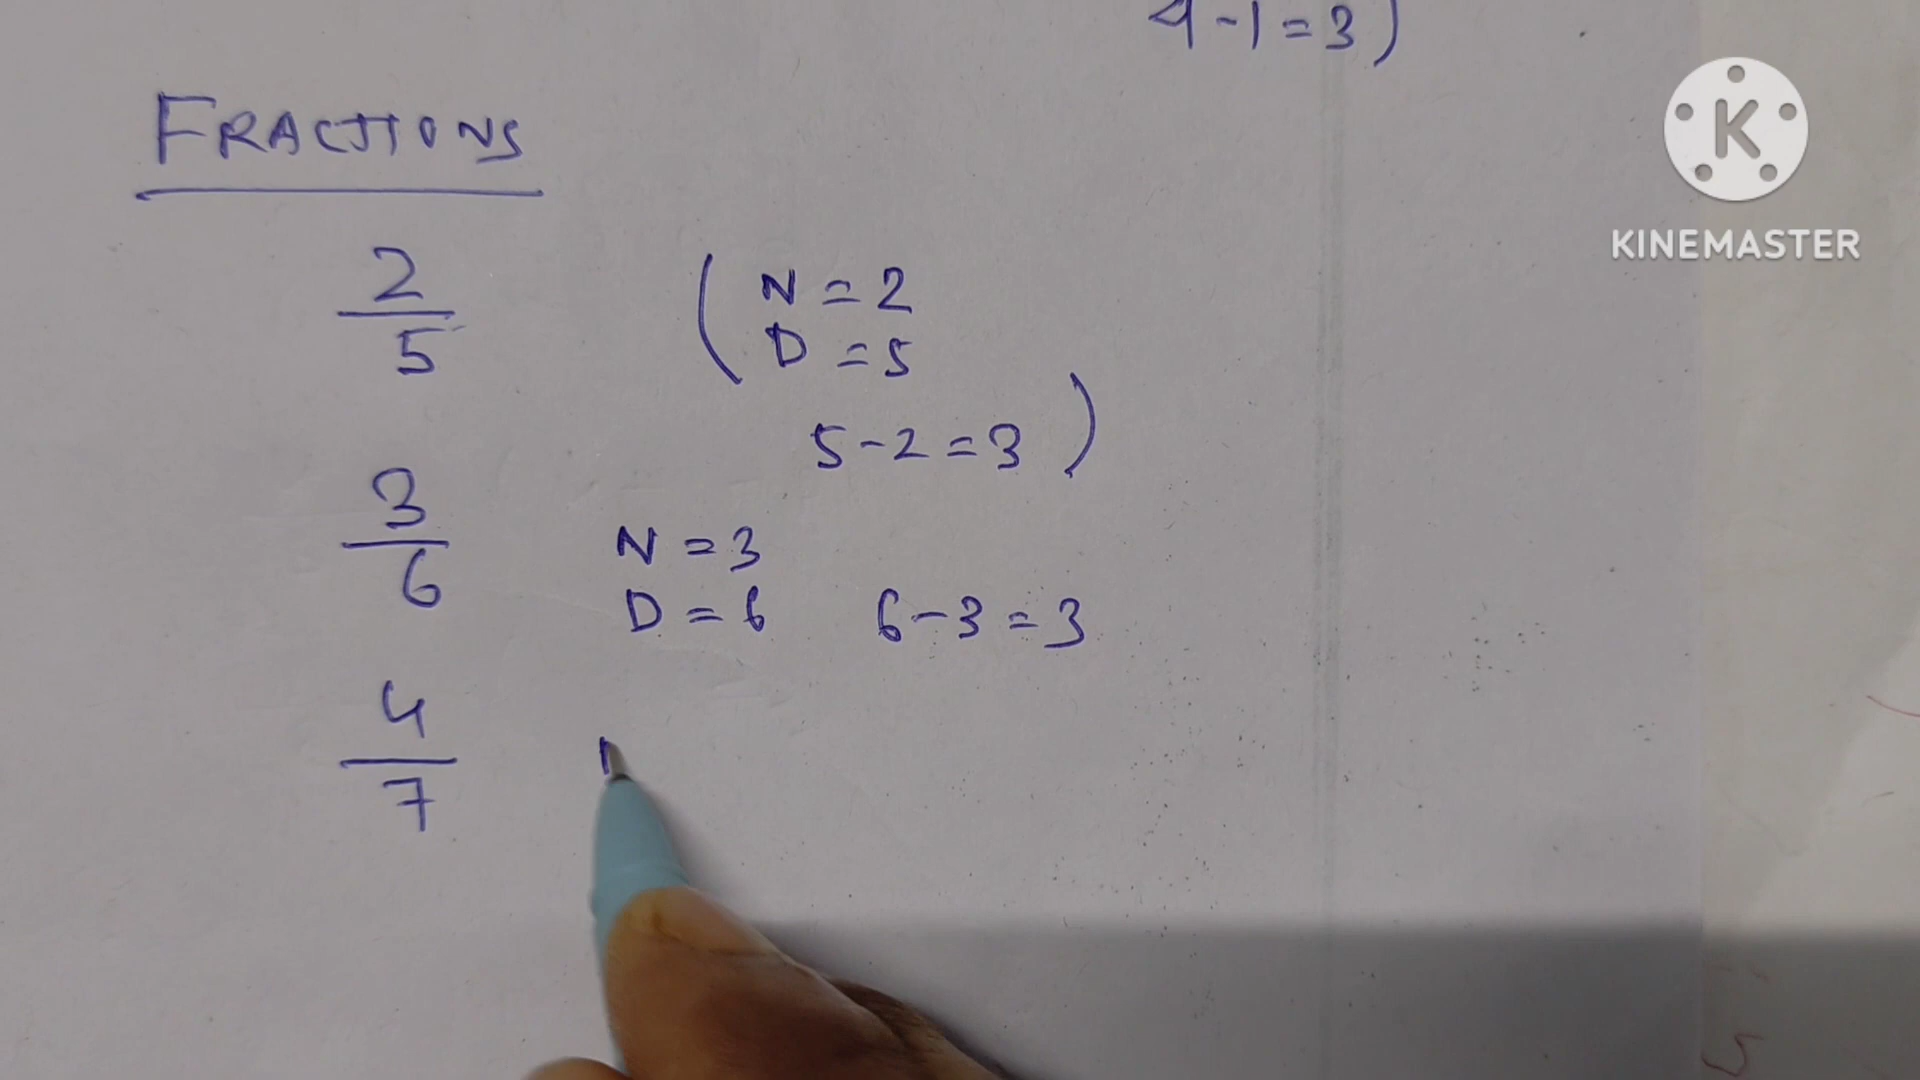 4-1=3)
FRACTIONS
K
KINEMASTER
2/5
(N=2
D=5
5-2=3)
3/6
N=3
D=6 6-3=3
4/7